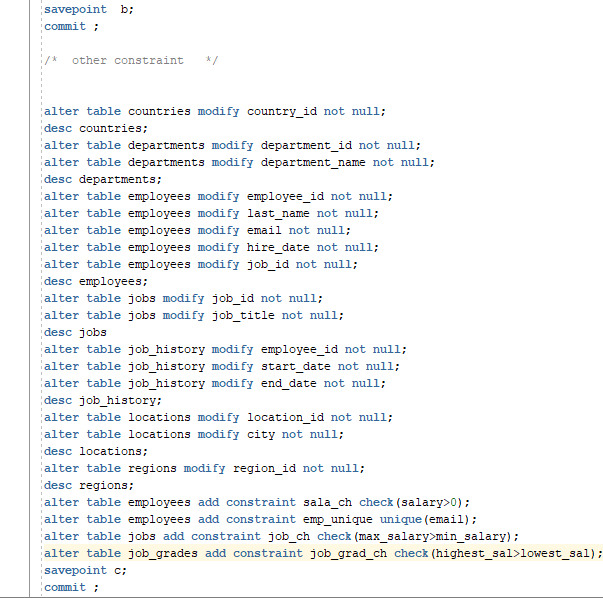 savepoint  b;
commit ;
/*  other constraint   */
alter table countries modify country_id not null;
desc countries;
alter table departments modify department_id not null;
alter table departments modify department_name not null;
desc departments;
alter table employees modify employee_id not null;
alter table employees modify last_name not null;
alter table employees modify email not null;
alter table employees modify hire_date not null;
alter table employees modify job_id not null;
desc employees;
alter table jobs modify job_id not null;
alter table jobs modify job_title not null;
desc jobs
alter table job_history modify employee_id not null;
alter table job_history modify start_date not null;
alter table job_history modify end_date not null;
desc job_history;
alter table locations modify location_id not null;
alter table locations modify city not null;
desc locations;
alter table regions modify region_id not null;
desc regions;
alter table employees add constraint sala_ch check(salary>0);
alter table employees add constraint emp_unique unique(email);
alter table jobs add constraint job_ch check(max_salary>min_salary);
alter table job_grades add constraint job_grad_ch check(highest_sal>lowest_sal);
savepoint c;
commit ;